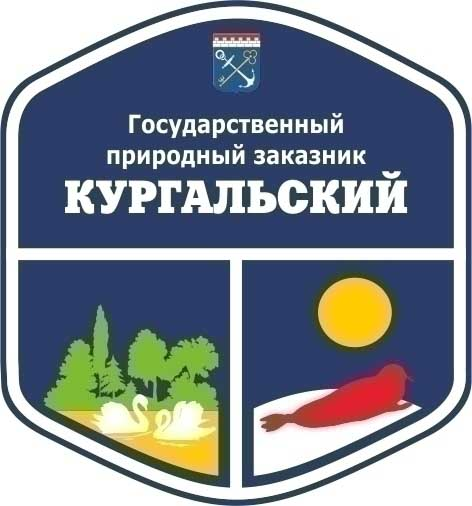 Государственный
природный заказник
КУРГАЛЬСКИЙ